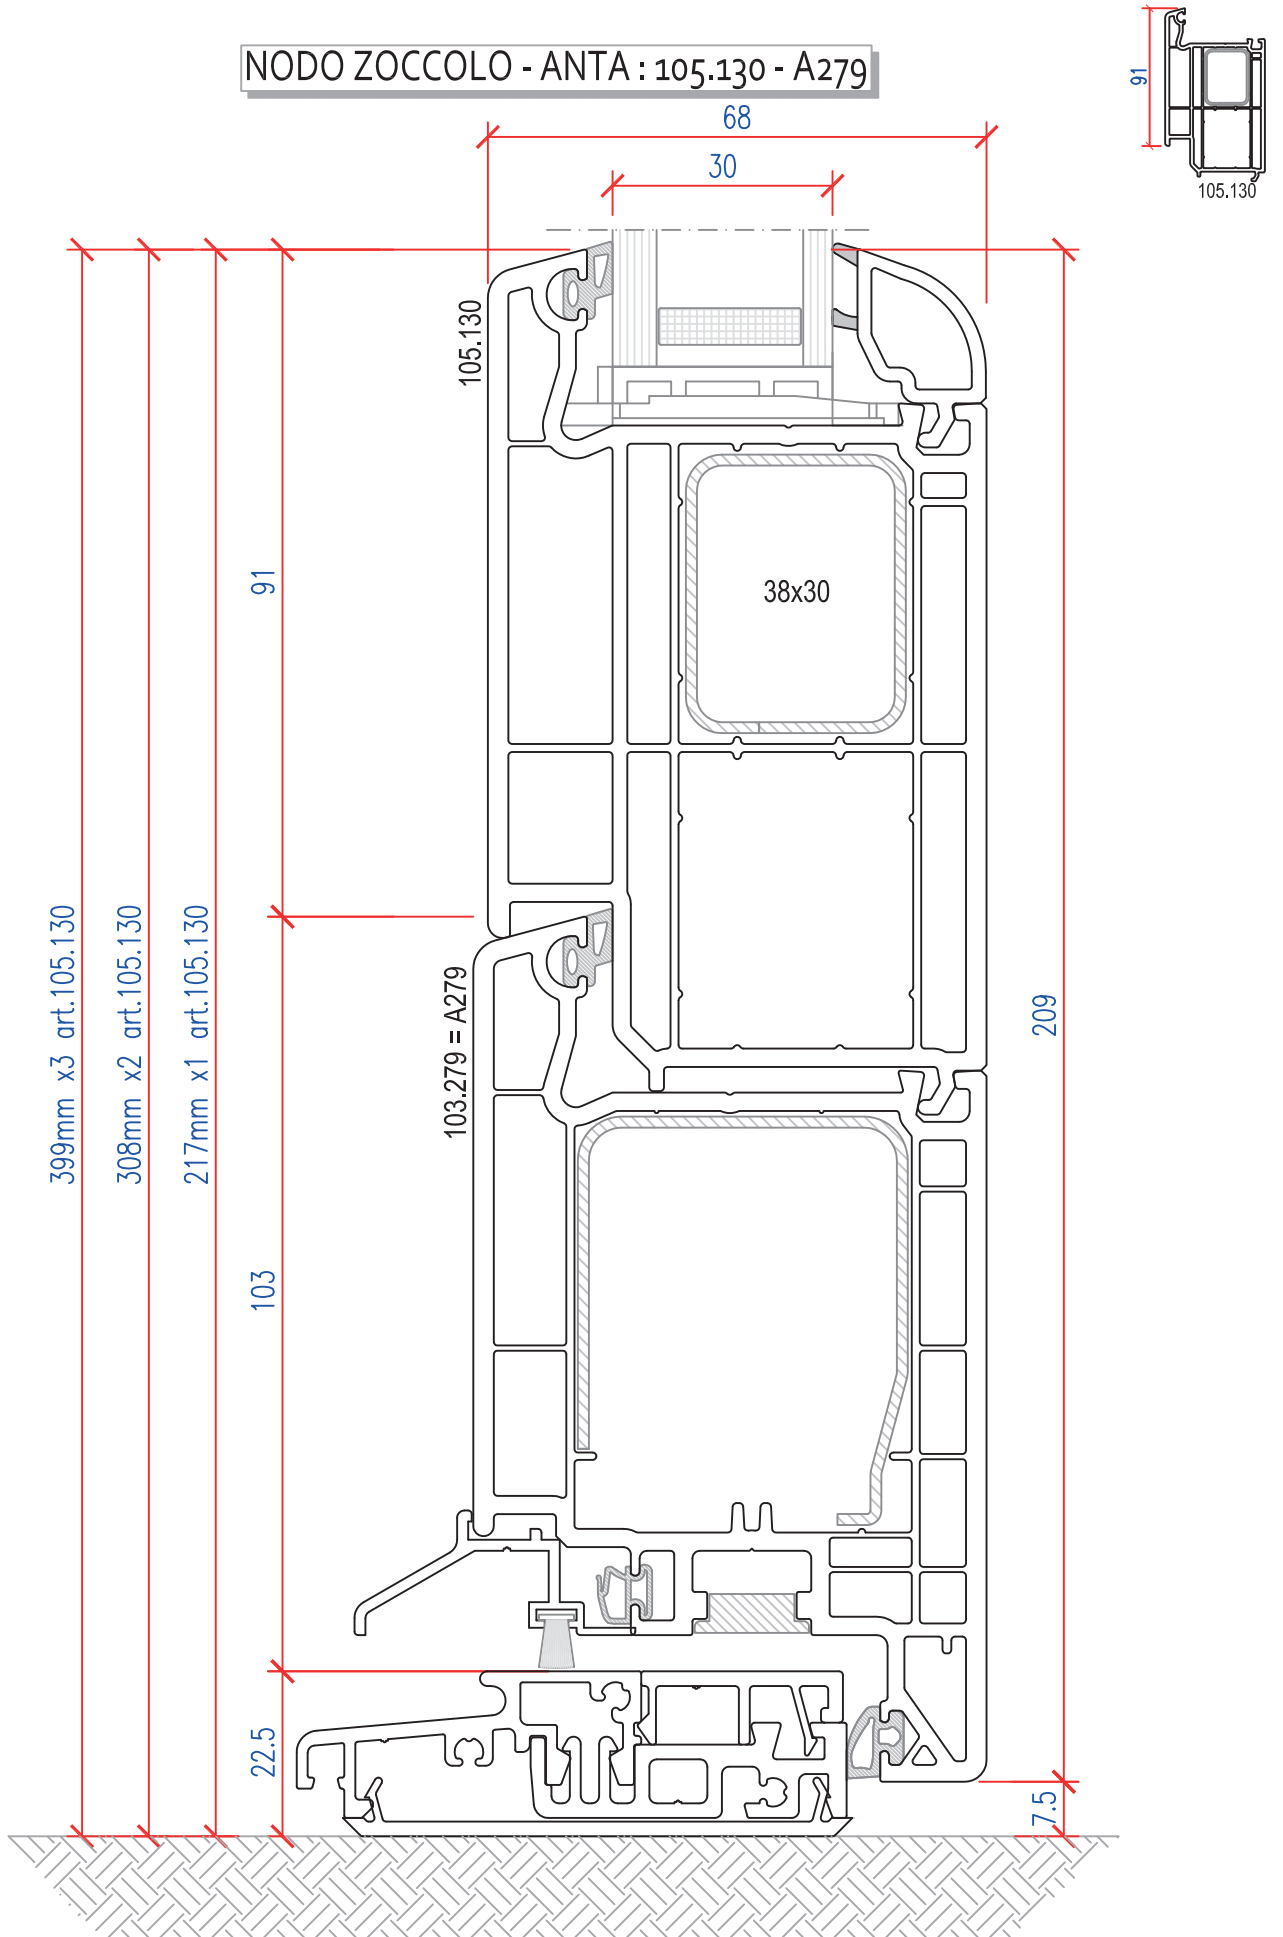 NODO ZOCCOLO - ANTA : 105.130 - A279
91
105.130
68
30
105.130
38x30
91
399mm x3 art.105.130
308mm x2 art.105.130
217mm x1 art.105.130
103.279 = A279
209
103
22.5
7.5